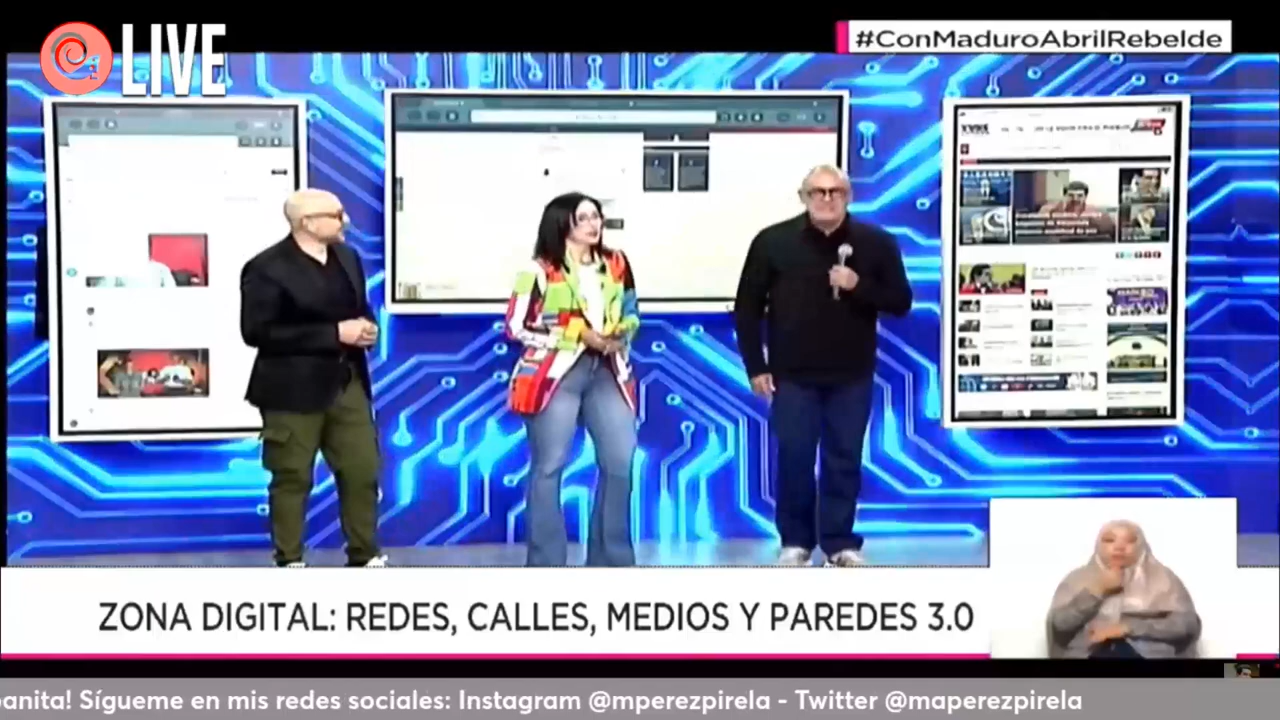 LIVE
#ConMaduroAbrilRebelde
ZONA DIGITAL: REDES, CALLES, MEDIOS Y PAREDES 3.0
anita! Sígueme en mis redes sociales: Instagram @mperezpirela - Twitter @maperezpirela